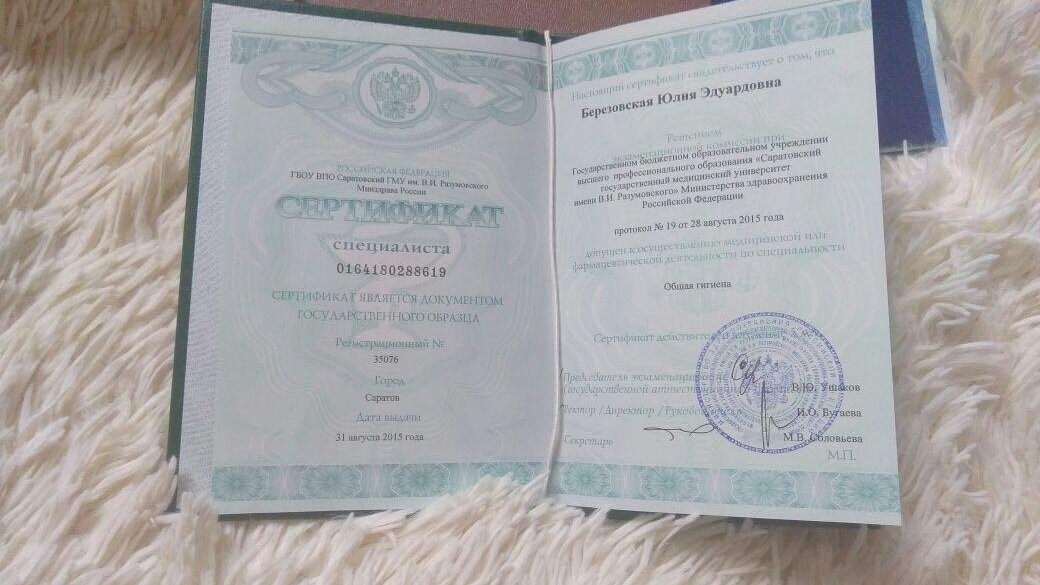 РОССИЙСКАЯ ФЕДЕРАЦИЯ
ГБОУ ВПО Саратовский ГМУ им. В.И. Разумовского
Минздрава России
СЕРТИФИКАТ
специалиста
0164180288619
СЕРТИФИКАТ ЯВЛЯЕТСЯ ДОКУМЕНТОМ
ГОСУДАРСТВЕННОГО ОБРАЗЦА
Регистрационный №
35076
Город
Саратов
Дата выдачи
31 августа 2015 года
Настоящий сертификат свидетельствует о том, что
Березовская Юлия Эдуардовна
Решением
экзаменационной комиссии при
Государственном бюджетном образовательном учреждении
высшего профессионального образования «Саратовский
государственный медицинский университет
имени В.И. Разумовского» Министерства здравоохранения
Российской Федерации
протокол № 19 от 28 августа 2015 года
допущен к осуществлению медицинской или
фармацевтической деятельности по специальности
Общая гигиена
Сертификат действителен
Председатель
В.Ю. Ушаков
Ректор /Директор /
И.О. Бугаева
Секретарь
М.В. Соловьева
М.П.